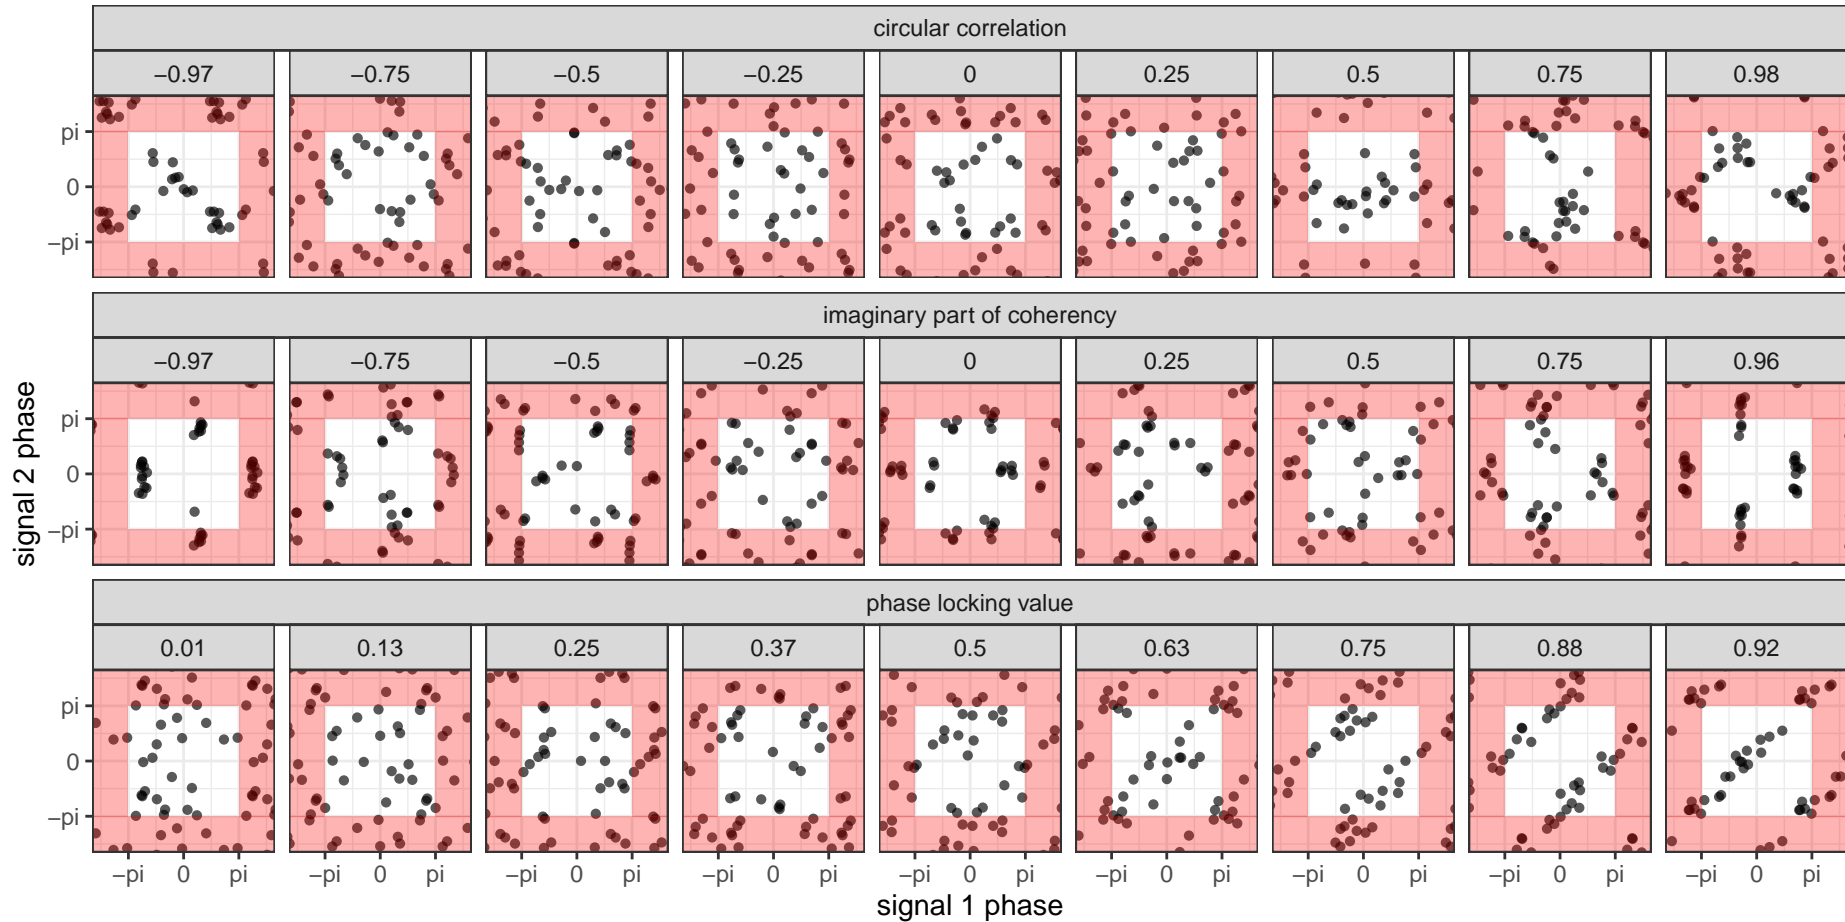 circular correlation
−0.97 −0.75 −0.5 −0.25 0 0.25 0.5 0.75 0.98
pi
0
−pi
imaginary part of coherency
−0.97 −0.75 −0.5 −0.25 0 0.25 0.5 0.75 0.96
signal 2 phase
pi
0
−pi
phase locking value
0.01 0.13 0.25 0.37 0.5 0.63 0.75 0.88 0.92
pi
0
−pi
−pi 0 pi −pi 0 pi −pi 0 pi −pi 0 pi −pi 0 pi −pi 0 pi −pi 0 pi −pi 0 pi −pi 0 pi
signal 1 phase